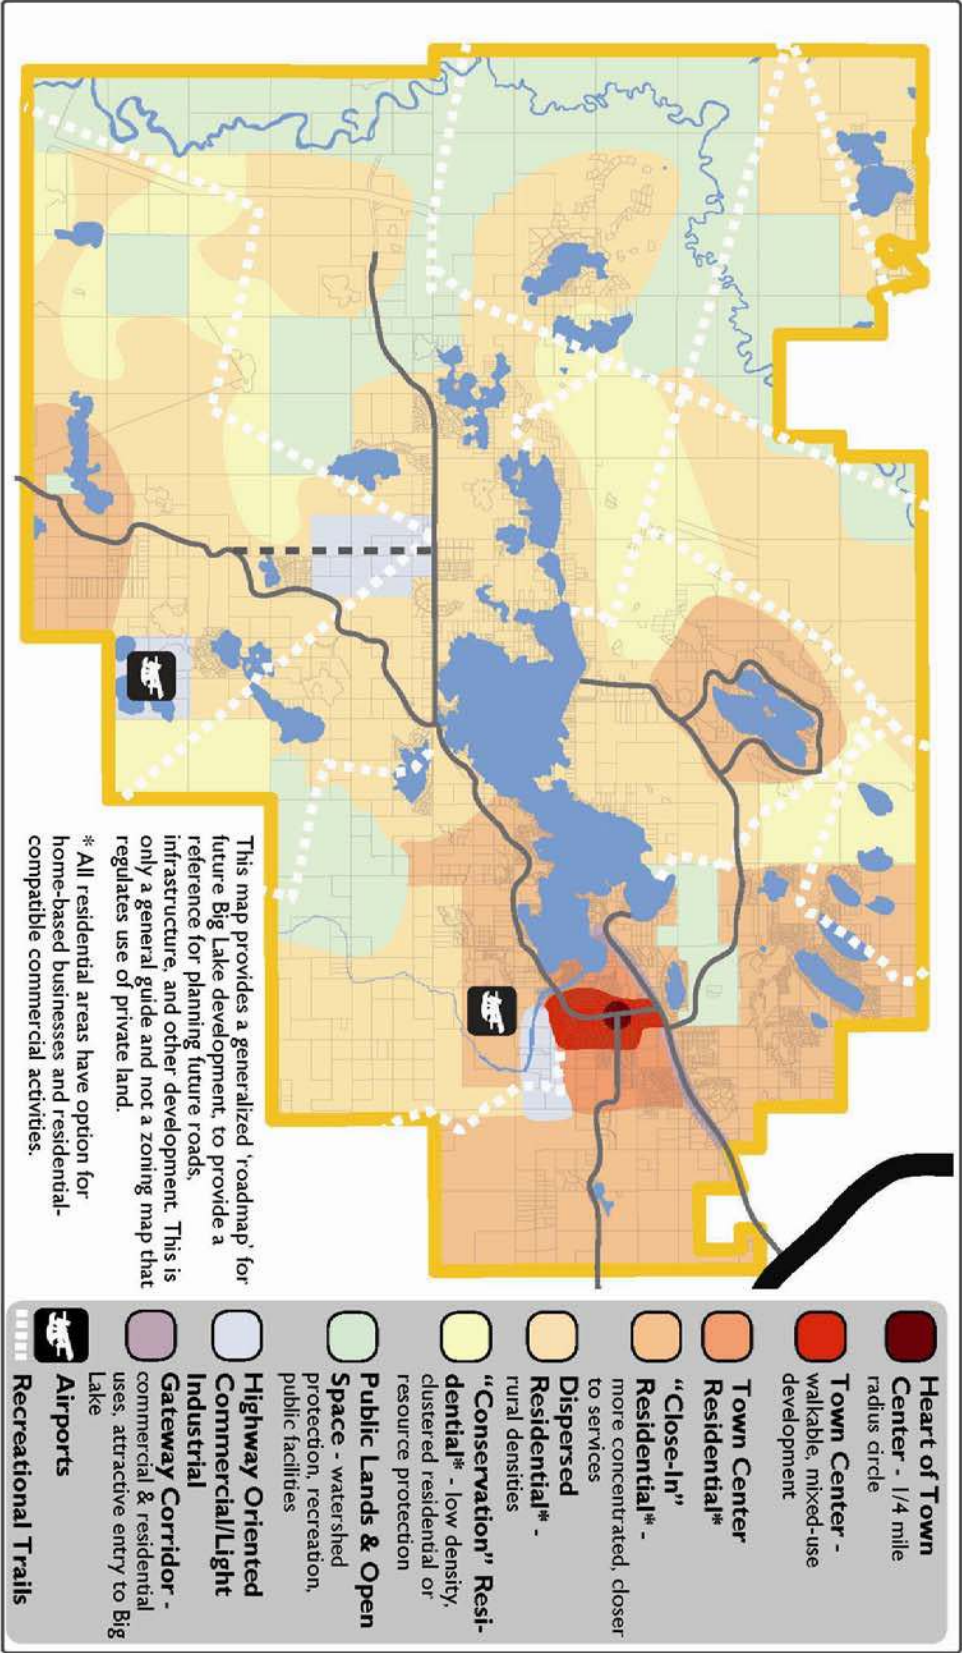 This map provides a generalized 'roadmap' for
future Big Lake development, to provide a
reference for planning future roads,
infrastructure, and other development. This is
only a general guide and not a zoning map that
regulates use of private land.
* All residential areas have option for
home-based businesses and residential-
compatible commercial activities.
Heart of Town
Center - 1/4 mile
radius circle
Town Center -
walkable, mixed-use
development
Town Center
Residential*
"Close-In"
Residential* -
more concentrated, closer
to services
Dispersed
Residential* -
rural densities
"Conservation" Resi-
dential* - low density,
clustered residential or
resource protection
Public Lands & Open
Space - watershed
protection, recreation,
public facilities
Highway Oriented
Commercial/Light
Industrial
Gateway Corridor -
commercial & residential
uses, attractive entry to Big
Lake
Airports
Recreational Trails